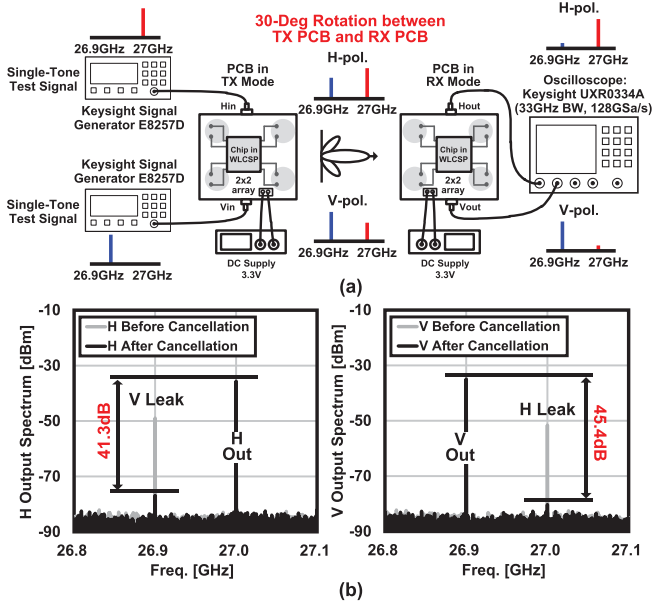 30-Deg Rotation between
TX PCB and RX PCB
26.9GHz 27GHz
Single-Tone
Test Signal
Keysight Signal
Generator E8257D
Keysight Signal
Generator E8257D
Single-Tone
Test Signal
26.9GHz 27GHz
PCB in
TX Mode
Hin
Chip in
WLCSP
2x2
array
Vin
DC Supply
3.3V
H-pol.
26.9GHz 27GHz
V-pol.
26.9GHz 27GHz
PCB in
RX Mode
Hout
Chip in
WLCSP
2x2
array
Vout
DC Supply
3.3V
H-pol.
26.9GHz 27GHz
Oscilloscope:
Keysight UXR0334A
(33GHz BW, 128GSa/s)
V-pol.
26.9GHz 27GHz
(a)
H Output Spectrum [dBm]
-10
-30
-50
-70
-90
H Before Cancellation
H After Cancellation
V Leak
41.3dB
H
Out
26.8 26.9 27.0 27.1
Freq. [GHz]
V Output Spectrum [dBm]
-10
-30
-50
-70
-90
V Before Cancellation
V After Cancellation
V
Out
H Leak
45.4dB
26.8 26.9 27.0 27.1
Freq. [GHz]
(b)